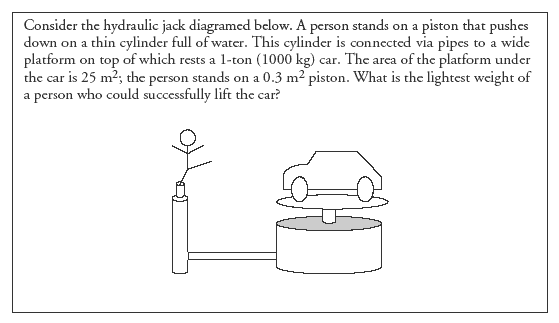 Consider the hydraulic jack diagramed below. A person stands on a piston that pushes
down on a thin cylinder full of water. This cylinder is connected via pipes to a wide
platform on top of which rests a 1-ton (1000 kg) car. The area of the platform under
the car is 25 m²; the person stands on a 0.3 m² piston. What is the lightest weight of
a person who could successfully lift the car?